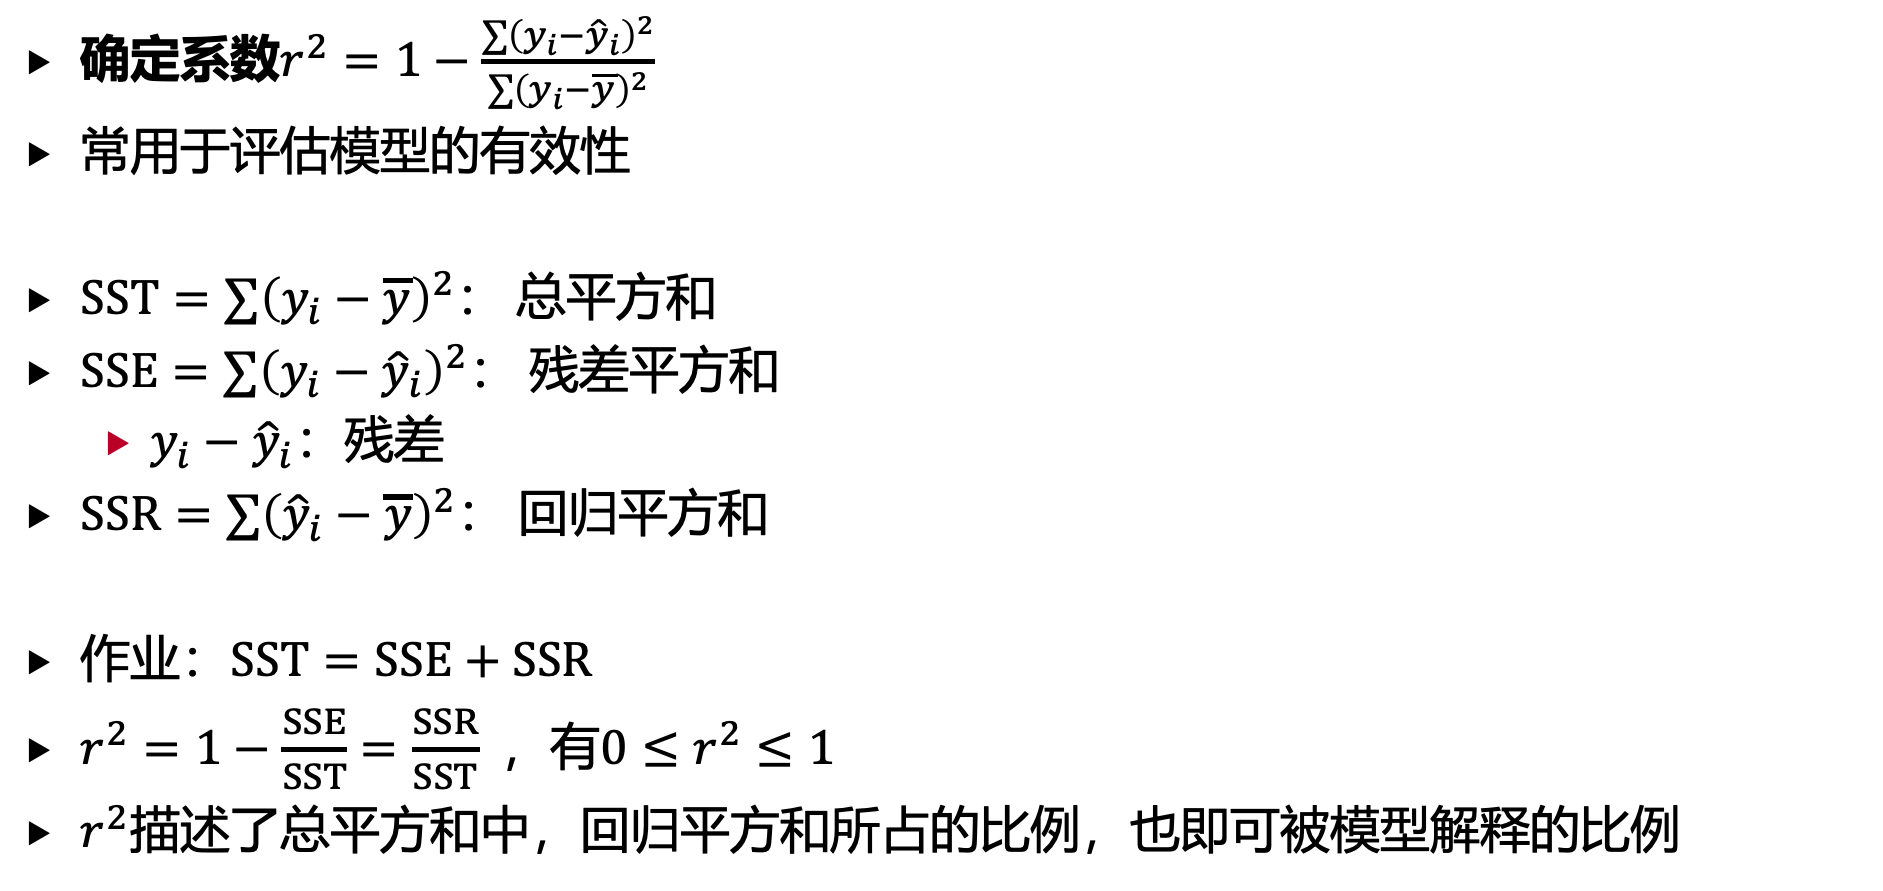 ▶ 确定系数r² = 1 − ∑(yᵢ−ŷᵢ)² / ∑(yᵢ−y̅)²
▶ 常用于评估模型的有效性
▶ SST = ∑(yᵢ − y̅)²： 总平方和
▶ SSE = ∑(yᵢ − ŷᵢ)²： 残差平方和
▶ yᵢ − ŷᵢ：残差
▶ SSR = ∑(ŷᵢ − y̅)²： 回归平方和
▶ 作业：SST = SSE + SSR
▶ r² = 1 − SSE/SST = SSR/SST ，有0 ≤ r² ≤ 1
▶ r²描述了总平方和中，回归平方和所占的比例，也即可被模型解释的比例